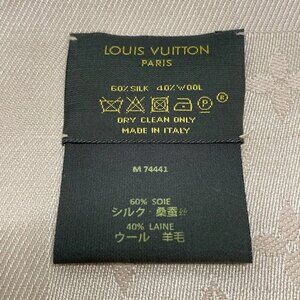 LOUIS VUITTON
PARIS
60% SILK 40% WOOL
P
DRY CLEAN ONLY
MADE IN ITALY
M 74441
60% SOIE
シルク・桑蚕丝
40% LAINE
ウール・羊毛